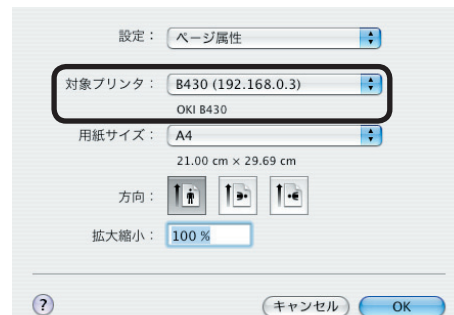 設定： ページ属性
対象プリンタ： B430 (192.168.0.3)
OKI B430
用紙サイズ： A4
21.00 cm × 29.69 cm
方向：
拡大縮小： 100 %
? キャンセル OK